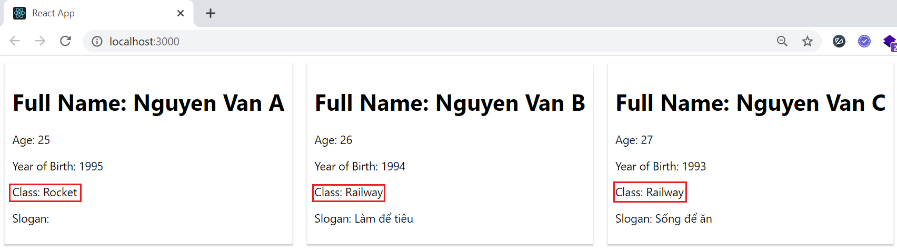 React App
localhost:3000
Full Name: Nguyen Van A
Age: 25
Year of Birth: 1995
Class: Rocket
Slogan:
Full Name: Nguyen Van B
Age: 26
Year of Birth: 1994
Class: Railway
Slogan: Làm để tiêu
Full Name: Nguyen Van C
Age: 27
Year of Birth: 1993
Class: Railway
Slogan: Sống để ăn